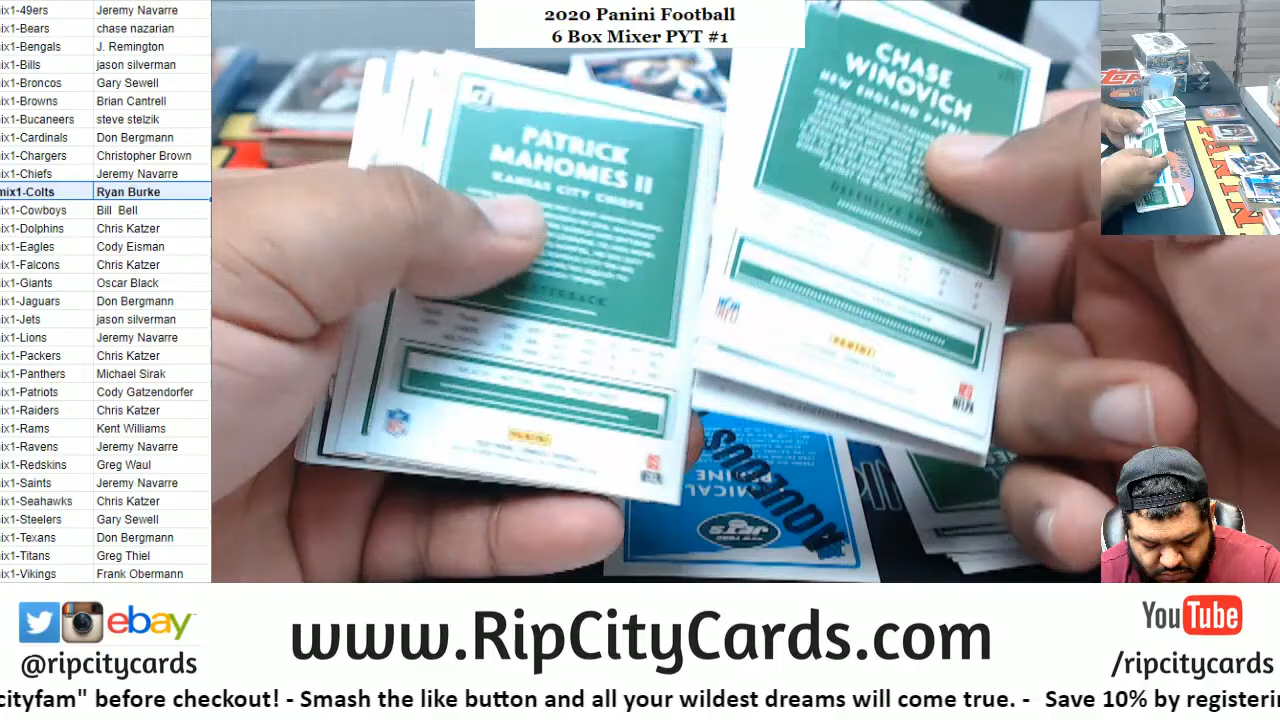 2020 Panini Football
6 Box Mixer PYT #1
ix1-49ers Jeremy Navarre
ix1-Bears chase nazarian
ix1-Bengals J. Remington
ix1-Bills jason silverman
ix1-Broncos Gary Sewell
ix1-Browns Brian Cantrell
ix1-Bucaneers steve stelzik
ix1-Cardinals Don Bergmann
ix1-Chargers Christopher Brown
ix1-Chiefs Jeremy Navarre
mix1-Colts Ryan Burke
ix1-Cowboys Bill Bell
ix1-Dolphins Chris Katzer
ix1-Eagles Cody Eisman
ix1-Falcons Chris Katzer
ix1-Giants Oscar Black
ix1-Jaguars Don Bergmann
ix1-Jets jason silverman
ix1-Lions Jeremy Navarre
ix1-Packers Chris Katzer
ix1-Panthers Michael Sirak
ix1-Patriots Cody Gatzendorfer
ix1-Raiders Chris Katzer
ix1-Rams Kent Williams
ix1-Ravens Jeremy Navarre
ix1-Redskins Greg Waul
ix1-Saints Jeremy Navarre
ix1-Seahawks Chris Katzer
ix1-Steelers Gary Sewell
ix1-Texans Don Bergmann
ix1-Titans Greg Thiel
ix1-Vikings Frank Obermann
PATRICK
MAHOMES II
KANSAS CITY CHIEFS
PANINI
CHASE
WINOVICH
NEW ENGLAND
PANINI
NFLPA
JETS
PANINI
ebay
@ripcitycards
www.RipCityCards.com
YouTube
/ripcitycards
cityfam" before checkout! - Smash the like button and all your wildest dreams will come true. - Save 10% by registerin